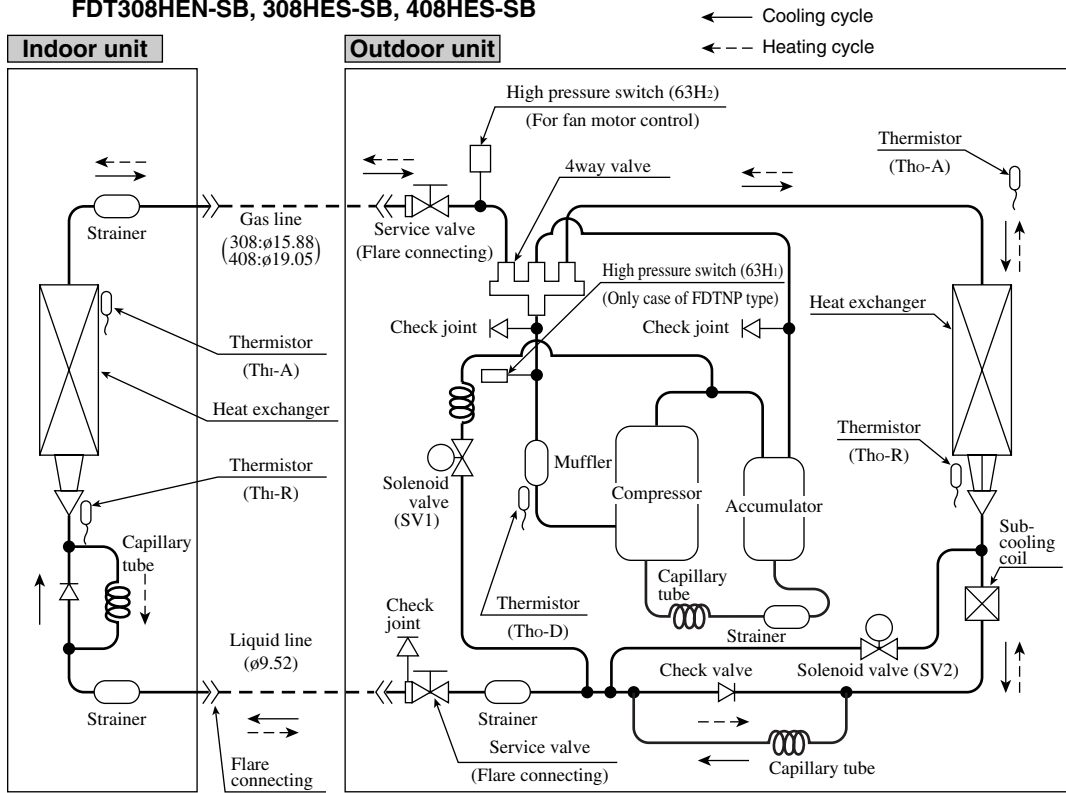 FDT308HEN-SB, 308HES-SB, 408HES-SB
Cooling cycle
Heating cycle
Indoor unit
Outdoor unit
High pressure switch (63H2)
(For fan motor control)
4way valve
Thermistor
(ThO-A)
Strainer
Gas line
(308:ø15.88
408:ø19.05)
Service valve
(Flare connecting)
High pressure switch (63H1)
(Only case of FDTNP type)
Check joint
Check joint
Heat exchanger
Thermistor
(ThI-A)
Heat exchanger
Thermistor
(ThI-R)
Capillary
tube
Solenoid
valve
(SV1)
Muffler
Compressor
Accumulator
Thermistor
(ThO-R)
Sub-
cooling
coil
Capillary
tube
Strainer
Thermistor
(ThO-D)
Check
joint
Liquid line
(ø9.52)
Check valve
Solenoid valve (SV2)
Strainer
Strainer
Service valve
(Flare connecting)
Capillary tube
Flare
connecting